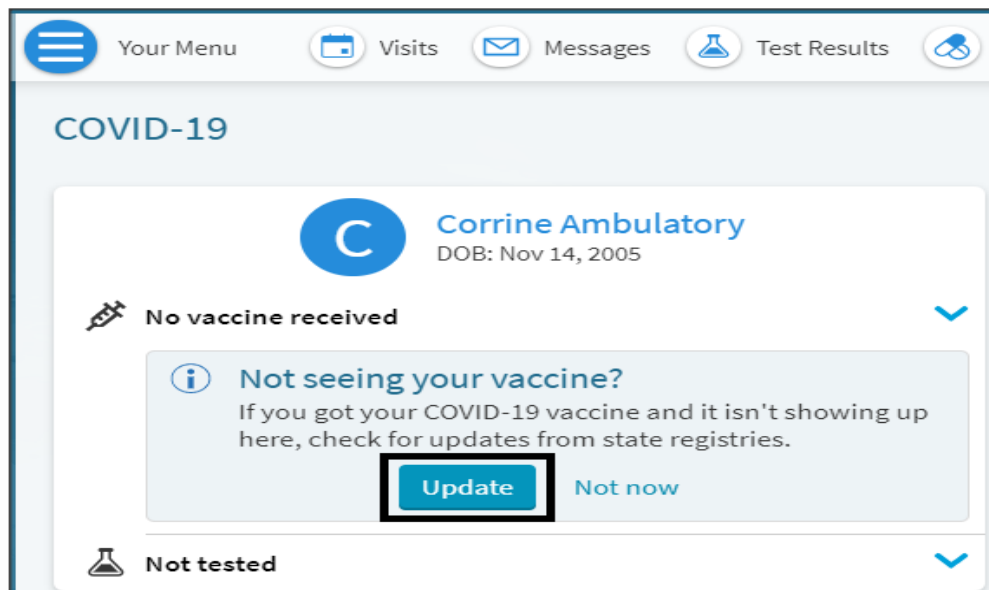 Your Menu Visits Messages Test Results
COVID-19
C
Corrine Ambulatory
DOB: Nov 14, 2005
No vaccine received
Not seeing your vaccine?
If you got your COVID-19 vaccine and it isn't showing up
here, check for updates from state registries.
Update Not now
Not tested